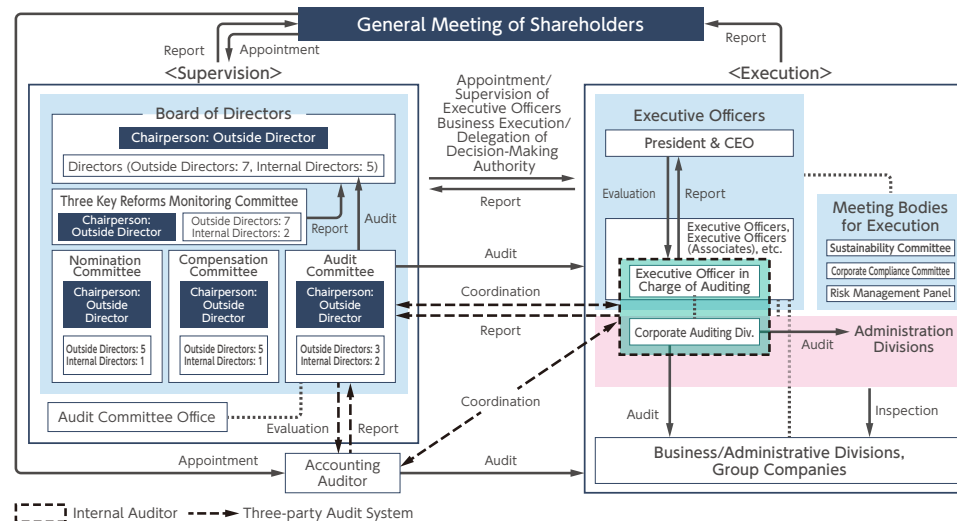 General Meeting of Shareholders
Report
Appointment
Report
<Supervision>
<Execution>
Board of Directors
Chairperson: Outside Director
Directors (Outside Directors: 7, Internal Directors: 5)
Three Key Reforms Monitoring Committee
Chairperson:
Outside Director
Outside Directors: 7
Internal Directors: 2
Report
Audit
Nomination
Committee
Chairperson:
Outside
Director
Outside Directors: 5
Internal Directors: 1
Compensation
Committee
Chairperson:
Outside
Director
Outside Directors: 5
Internal Directors: 1
Audit
Committee
Chairperson:
Outside
Director
Outside Directors: 3
Internal Directors: 2
Audit Committee Office
Evaluation
Report
Appointment
Accounting
Auditor
Audit
Appointment/
Supervision of
Executive Officers
Business Execution/
Delegation of
Decision-Making
Authority
Report
Audit
Coordination
Report
Coordination
Executive Officers
President & CEO
Evaluation
Report
Executive Officers,
Executive Officers
(Associates), etc.
Executive Officer in
Charge of Auditing
Corporate Auditing Div.
Meeting Bodies
for Execution
Sustainability Committee
Corporate Compliance Committee
Risk Management Panel
Audit
Administration
Divisions
Audit
Inspection
Business/Administrative Divisions,
Group Companies
Internal Auditor
Three-party Audit System